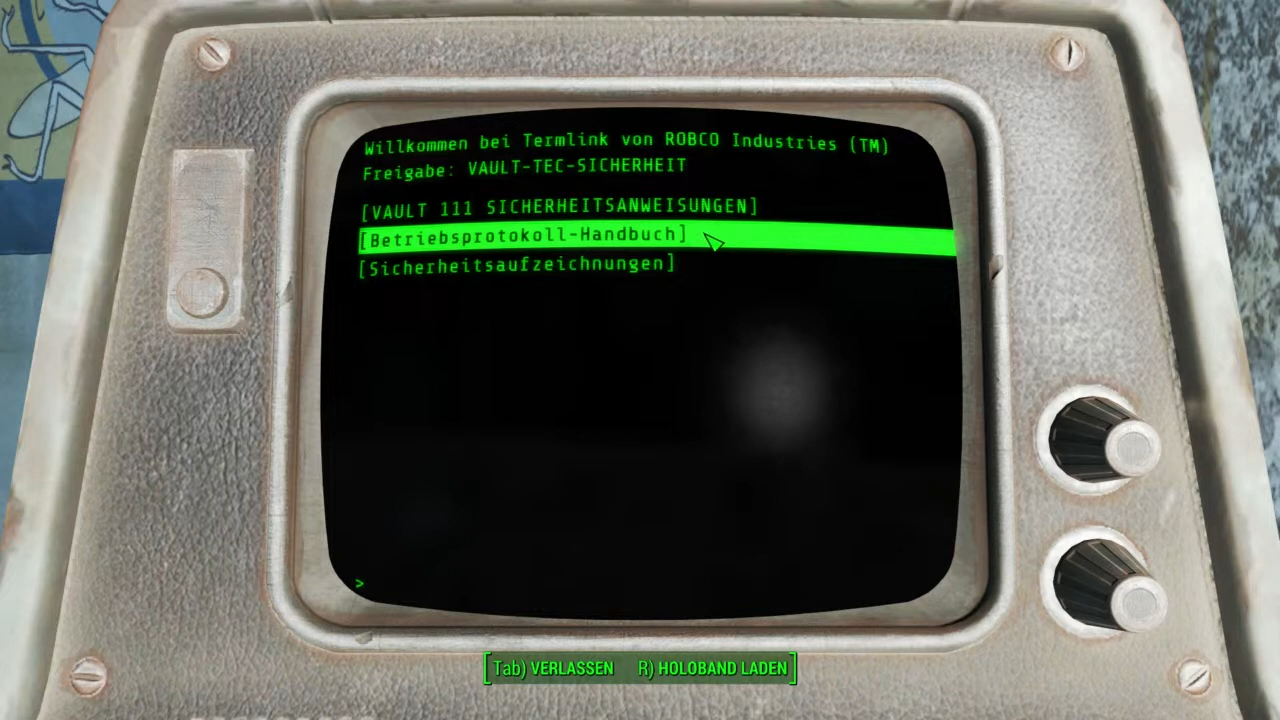 Willkommen bei Termlink von ROBCO Industries (TM)
Freigabe: VAULT-TEC-SICHERHEIT
[VAULT 111 SICHERHEITSANWEISUNGEN]
[Betriebsprotokoll-Handbuch]
[Sicherheitsaufzeichnungen]
>
[Tab) VERLASSEN R) HOLOBAND LADEN]